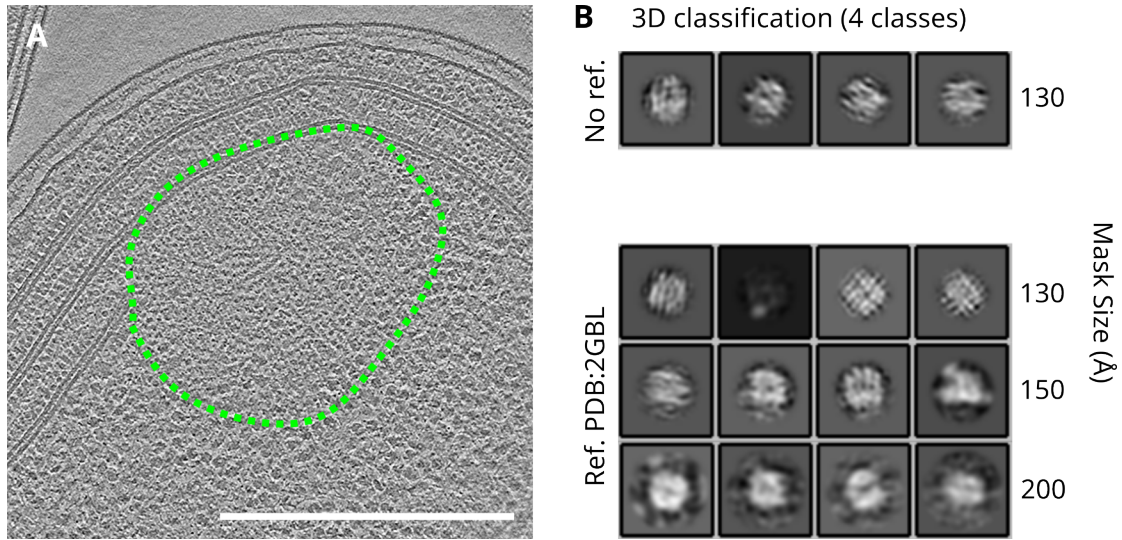 A
B
3D classification (4 classes)
No ref.
130
Ref. PDB:2GBL
130
150
200
Mask Size (Å)